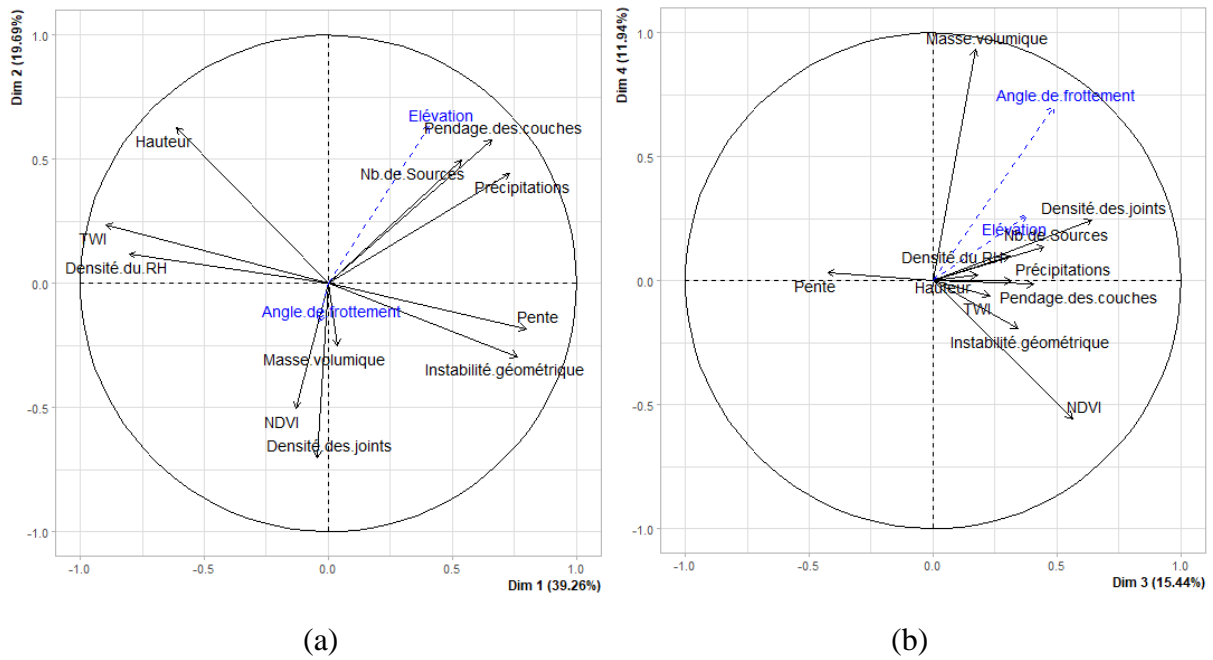 Dim 2 (19.69%)
1.0
0.5
0.0
-0.5
-1.0
Elévation
Pendage.des.couches
Hauteur
Nb.de.Sources
Précipitations
TWI
Densité.du.RH
Angle.de.frottement
Pente
Masse.volumique
Instabilité.géométrique
NDVI
Densité.des.joints
-1.0 -0.5 0.0 0.5 1.0
Dim 1 (39.26%)
(a)
Dim 4 (11.94%)
1.0
0.5
0.0
-0.5
-1.0
Masse.volumique
Angle.de.frottement
Densité.des.joints
Elévation
Nb.de.Sources
Densité.du.RH
Précipitations
Pente
Hauteur
Pendage.des.couches
TWI
Instabilité.géométrique
NDVI
-1.0 -0.5 0.0 0.5 1.0
Dim 3 (15.44%)
(b)